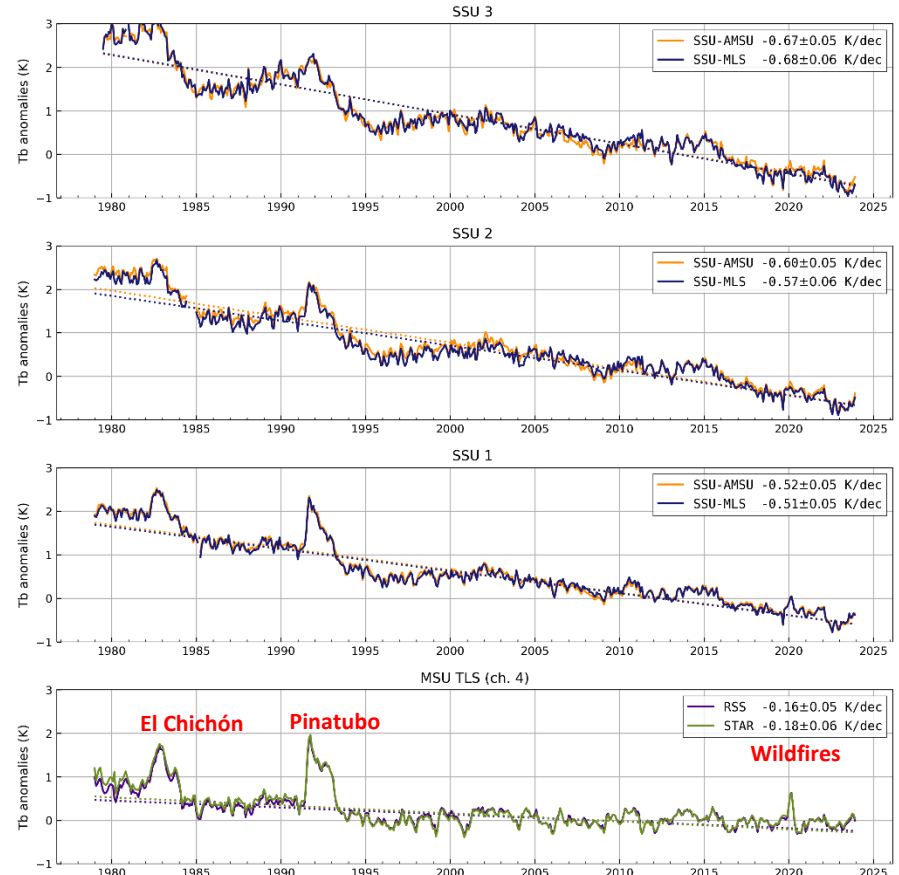 SSU 3
Tb anomalies (K)
3
2
1
0
−1
SSU-AMSU -0.67±0.05 K/dec
SSU-MLS -0.68±0.06 K/dec
1980 1985 1990 1995 2000 2005 2010 2015 2020 2025
SSU 2
Tb anomalies (K)
3
2
1
0
−1
SSU-AMSU -0.60±0.05 K/dec
SSU-MLS -0.57±0.06 K/dec
1980 1985 1990 1995 2000 2005 2010 2015 2020 2025
SSU 1
Tb anomalies (K)
3
2
1
0
−1
SSU-AMSU -0.52±0.05 K/dec
SSU-MLS -0.51±0.05 K/dec
1980 1985 1990 1995 2000 2005 2010 2015 2020 2025
MSU TLS (ch. 4)
Tb anomalies (K)
3
2
1
0
−1
El Chichón
Pinatubo
RSS -0.16±0.05 K/dec
STAR -0.18±0.06 K/dec
Wildfires
1980 1985 1990 1995 2000 2005 2010 2015 2020 2025